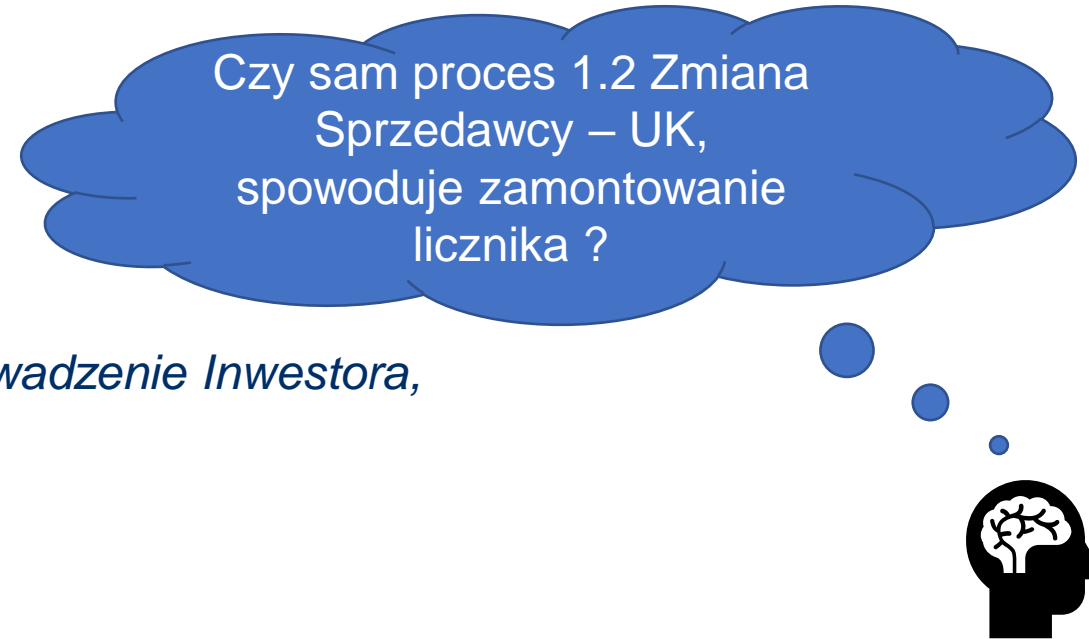 Czy sam proces 1.2 Zmiana
Sprzedawcy – UK,
spowoduje zamontowanie
licznika ?
wadzenie Inwestora,